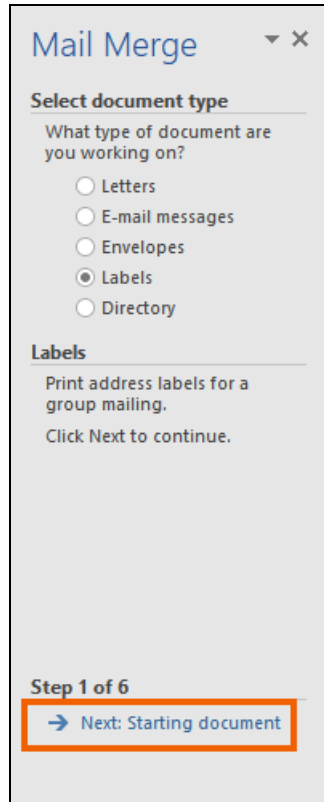 Mail Merge
Select document type
What type of document are
you working on?
Letters
E-mail messages
Envelopes
Labels
Directory
Labels
Print address labels for a
group mailing.
Click Next to continue.
Step 1 of 6
Next: Starting document